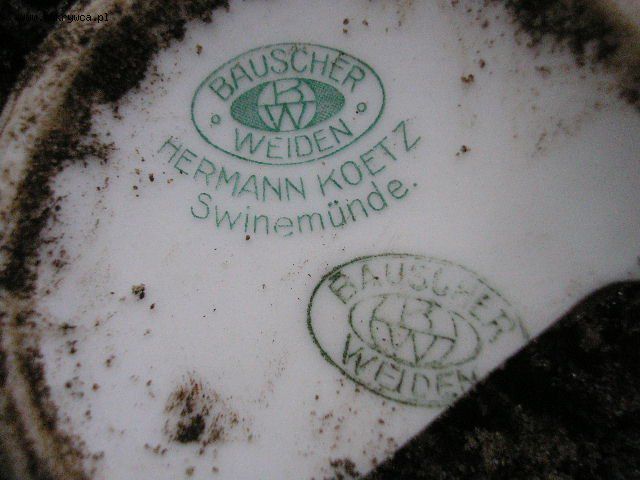 BAUSCHER
BW
WEIDEN
HERMANN KOETZ
Swinemünde.
BAUSCHER
BW
WEIDEN